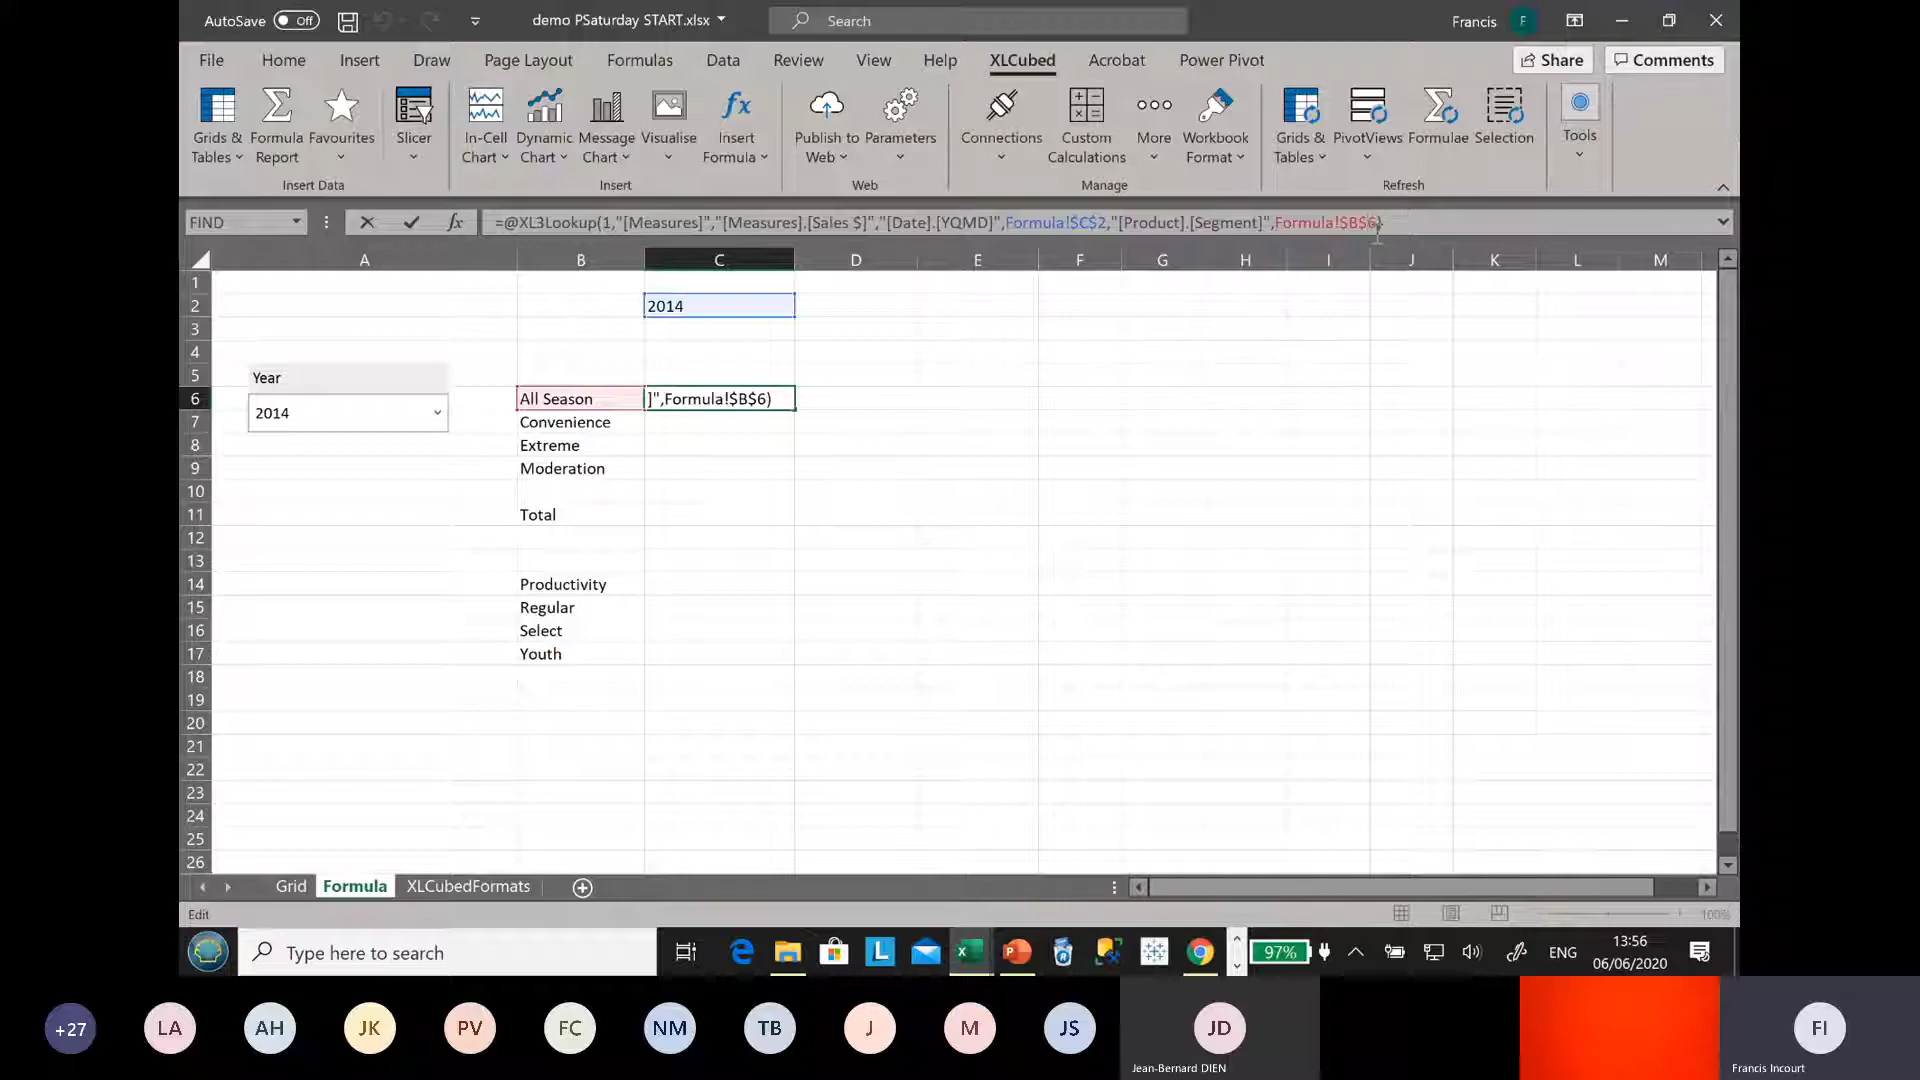 AutoSave Off demo PSaturday START.xlsx Search Francis F
File Home Insert Draw Page Layout Formulas Data Review View Help XLCubed Acrobat Power Pivot Share Comments
Grids & Tables Formula Report Favourites Slicer In-Cell Chart Dynamic Chart Message Chart Visualise Insert Formula Publish to Web Parameters Connections Custom Calculations More Workbook Format Grids & Tables PivotViews Formulae Selection Tools
Insert Data Insert Web Manage Refresh
FIND fx =@XL3Lookup(1,"[Measures]","[Measures].[Sales $]","[Date].[YQMD]",Formula!$C$2,"[Product].[Segment]",Formula!$B$6)
A B C D E F G H I J K L M
1
2 2014
3
4
5 Year
6 All Season ]",Formula!$B$6)
2014
7 Convenience
8 Extreme
9 Moderation
10
11 Total
12
13
14 Productivity
15 Regular
16 Select
17 Youth
18
19
20
21
22
23
24
25
26
Grid Formula XLCubedFormats
Edit 100%
Type here to search 97% ENG 13:56
06/06/2020
+27 LA AH JK PV FC NM TB J M JS JD FI
Jean-Bernard DIEN Francis Incourt